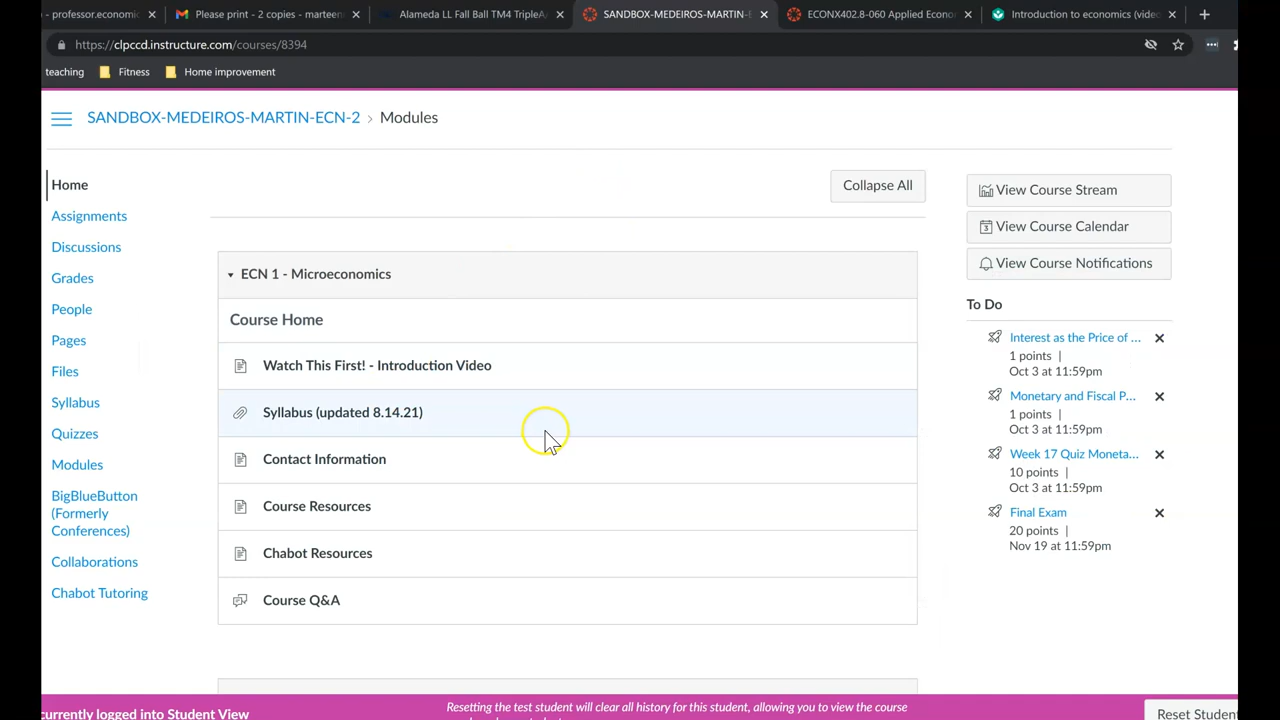 - professor.economic
Please print - 2 copies - marteen
Alameda LL Fall Ball TM4 TripleA
SANDBOX-MEDEIROS-MARTIN-E
ECONX402.8-060 Applied Econo
Introduction to economics (video
https://clpccd.instructure.com/courses/8394
teaching
Fitness
Home improvement
SANDBOX-MEDEIROS-MARTIN-ECN-2 › Modules
Home
Assignments
Discussions
Grades
People
Pages
Files
Syllabus
Quizzes
Modules
BigBlueButton
(Formerly
Conferences)
Collaborations
Chabot Tutoring
Collapse All
ECN 1 - Microeconomics
Course Home
Watch This First! - Introduction Video
Syllabus (updated 8.14.21)
Contact Information
Course Resources
Chabot Resources
Course Q&A
View Course Stream
3 View Course Calendar
View Course Notifications
To Do
Interest as the Price of ...
1 points |
Oct 3 at 11:59pm
Monetary and Fiscal P...
1 points |
Oct 3 at 11:59pm
Week 17 Quiz Moneta...
10 points |
Oct 3 at 11:59pm
Final Exam
20 points |
Nov 19 at 11:59pm
currently logged into Student View
Resetting the test student will clear all history for this student, allowing you to view the course
Reset Studen